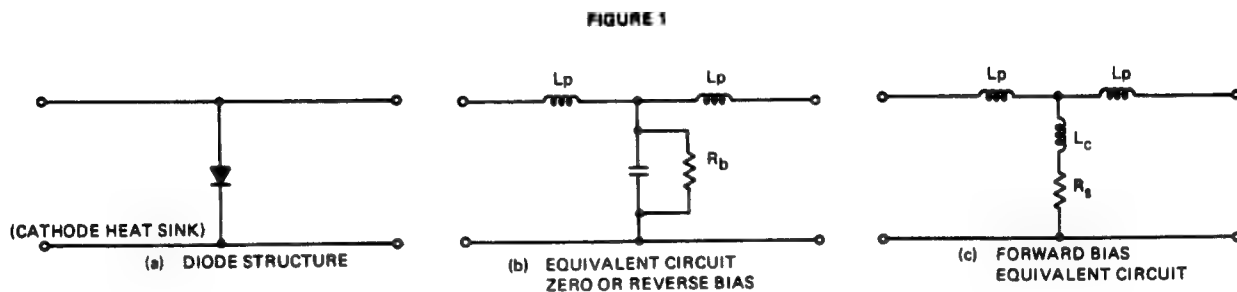 FIGURE 1
Lp Lp
Rb
(CATHODE HEAT SINK)
(a) DIODE STRUCTURE
(b) EQUIVALENT CIRCUIT
ZERO OR REVERSE BIAS
Lp Lp
Lc
Rs
(c) FORWARD BIAS
EQUIVALENT CIRCUIT